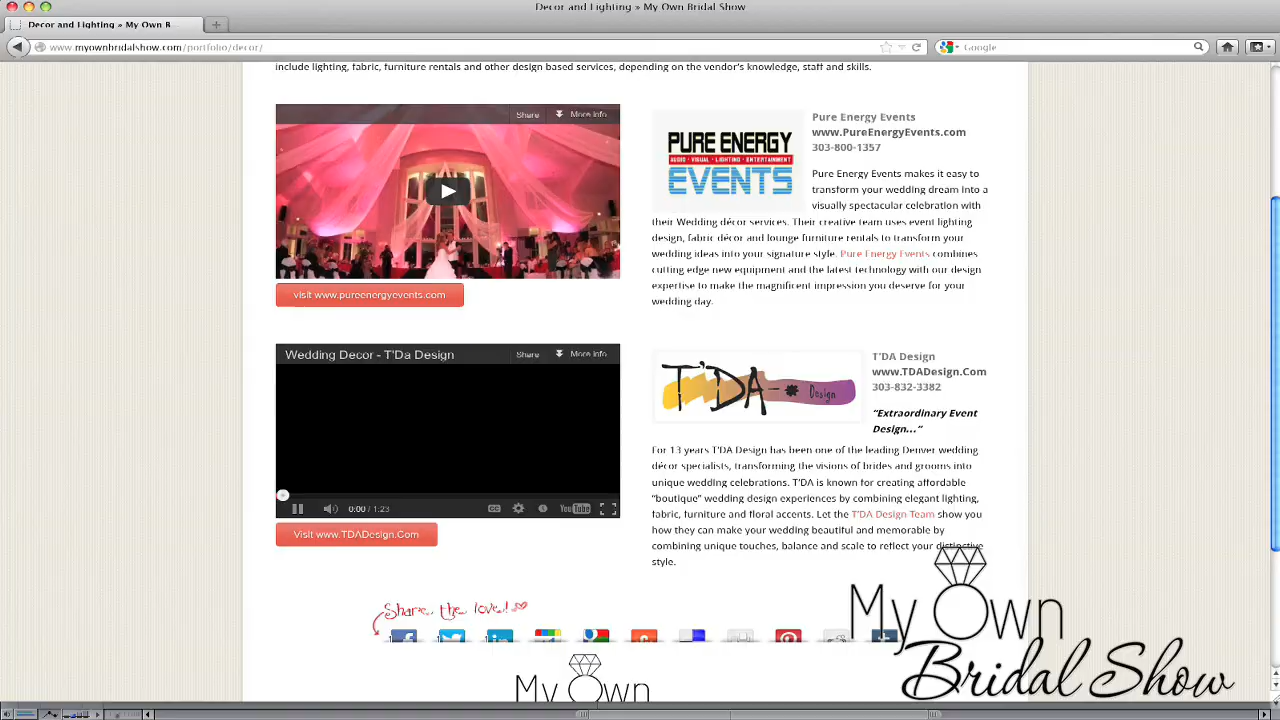 Decor and Lighting » My Own Bridal Show
Decor and Lighting » My Own B
www.myownbridalshow.com/portfolio/decor/
Google
include lighting, fabric, furniture rentals and other design based services, depending on the vendor's knowledge, staff and skills.
Share More info
PURE ENERGY
AUDIO • VISUAL • LIGHTING • ENTERTAINMENT
EVENTS
Pure Energy Events
www.PureEnergyEvents.com
303-800-1357
Pure Energy Events makes it easy to
transform your wedding dream into a
visually spectacular celebration with
their Wedding décor services. Their creative team uses event lighting
design, fabric décor and lounge furniture rentals to transform your
wedding ideas into your signature style. Pure Energy Events combines
cutting edge new equipment and the latest technology with our design
expertise to make the magnificent impression you deserve for your
wedding day.
visit www.pureenergyevents.com
Wedding Decor - T'Da Design
Share More info
0:00 / 1:23
CC
YouTube
Visit www.TDADesign.Com
T'DA
Design
T'DA Design
www.TDADesign.Com
303-832-3382
"Extraordinary Event
Design..."
For 13 years T'DA Design has been one of the leading Denver wedding
décor specialists, transforming the visions of brides and grooms into
unique wedding celebrations. T'DA is known for creating affordable
"boutique" wedding design experiences by combining elegant lighting,
fabric, furniture and floral accents. Let the T'DA Design Team show you
how they can make your wedding beautiful and memorable by
combining unique touches, balance and scale to reflect your distinctive
style.
Share the love!
My Own
My Own
Bridal Show